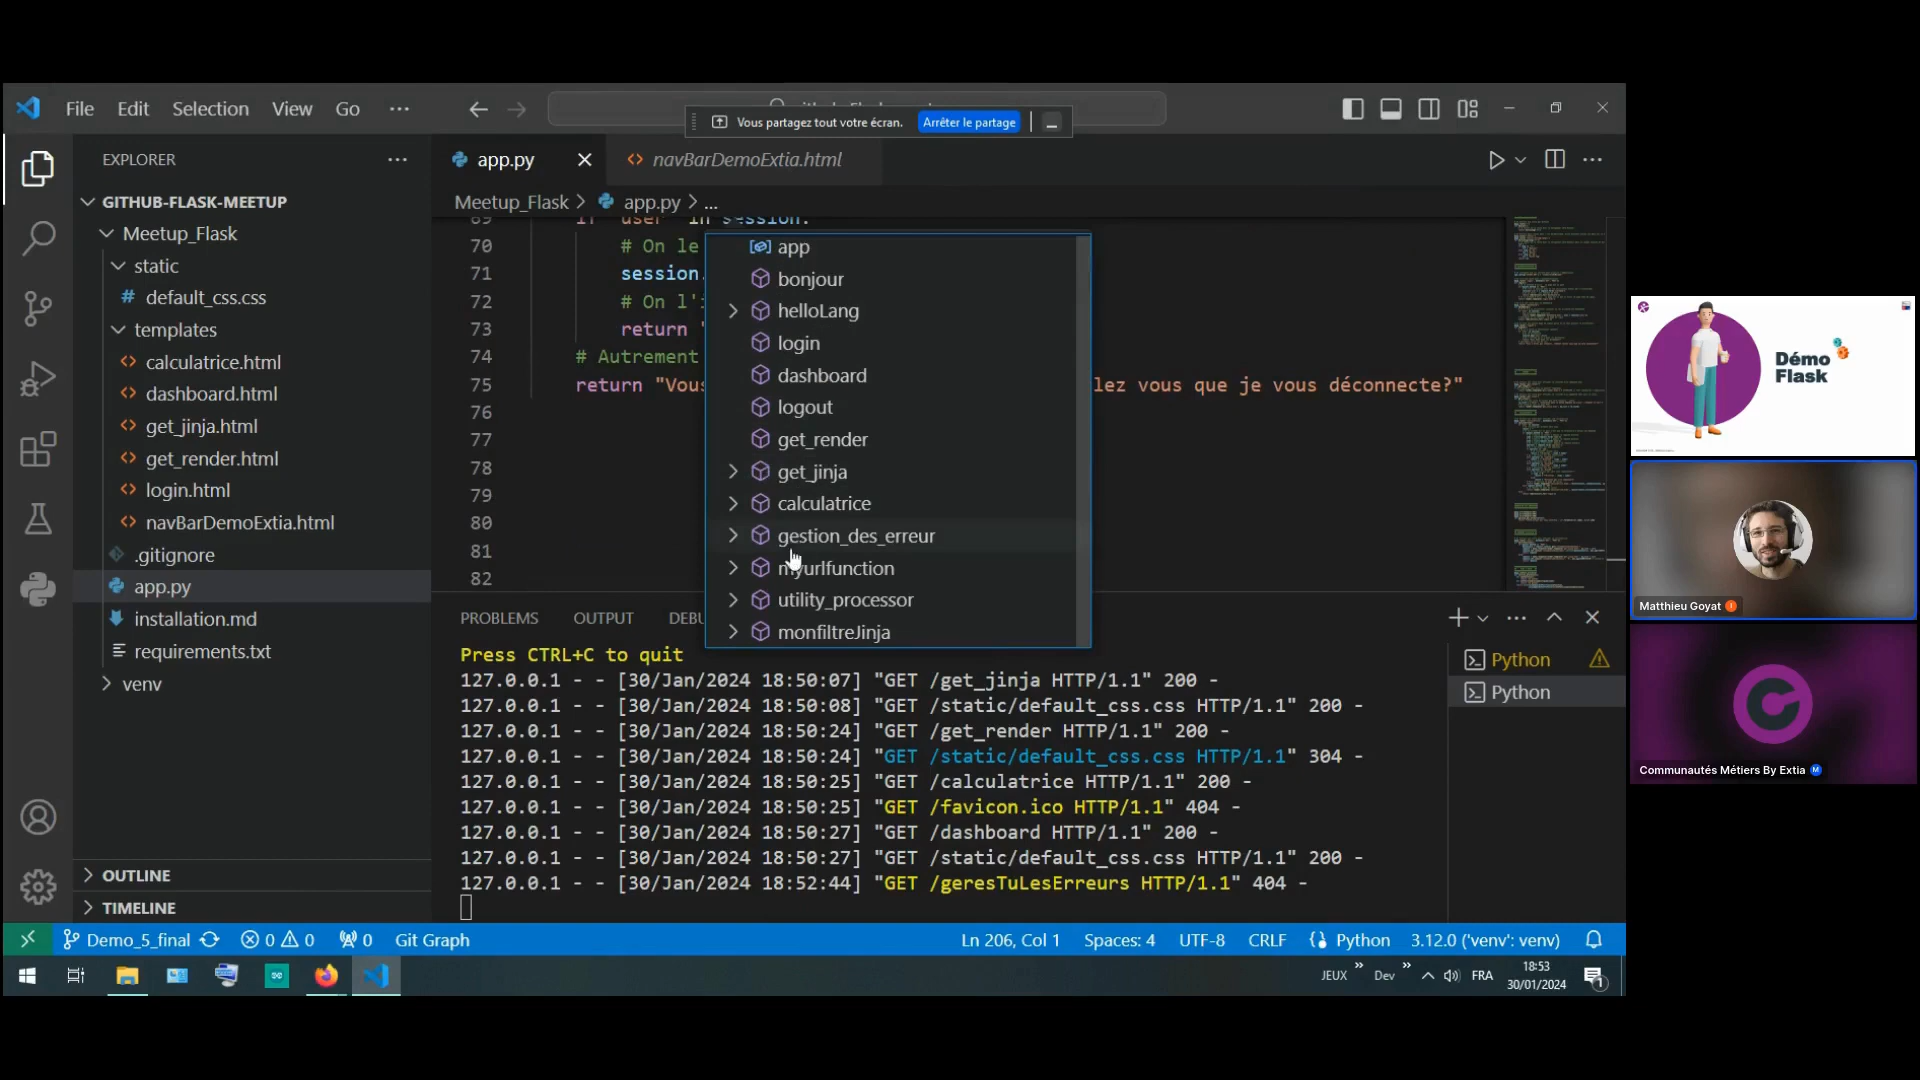 File Edit Selection View Go ···
Vous partagez tout votre écran. Arrêter le partage
EXPLORER
app.py
navBarDemoExtia.html
GITHUB-FLASK-MEETUP
Meetup_Flask
static
default_css.css
templates
calculatrice.html
dashboard.html
get_jinja.html
get_render.html
login.html
navBarDemoExtia.html
.gitignore
app.py
installation.md
requirements.txt
venv
OUTLINE
TIMELINE
Meetup_Flask > app.py > ...
69 if "user" in session:
70 # On le
71 session.
72 # On l'
73 return "
74 # Autrement
75 return "Vous lez vous que je vous déconnecte?"
76
77
78
79
80
81
82
app
bonjour
helloLang
login
dashboard
logout
get_render
get_jinja
calculatrice
gestion_des_erreur
myurlfunction
utility_processor
monfiltreJinja
PROBLEMS OUTPUT DEBU
Python
Python
Press CTRL+C to quit
127.0.0.1 - - [30/Jan/2024 18:50:07] "GET /get_jinja HTTP/1.1" 200 -
127.0.0.1 - - [30/Jan/2024 18:50:08] "GET /static/default_css.css HTTP/1.1" 200 -
127.0.0.1 - - [30/Jan/2024 18:50:24] "GET /get_render HTTP/1.1" 200 -
127.0.0.1 - - [30/Jan/2024 18:50:24] "GET /static/default_css.css HTTP/1.1" 304 -
127.0.0.1 - - [30/Jan/2024 18:50:25] "GET /calculatrice HTTP/1.1" 200 -
127.0.0.1 - - [30/Jan/2024 18:50:25] "GET /favicon.ico HTTP/1.1" 404 -
127.0.0.1 - - [30/Jan/2024 18:50:27] "GET /dashboard HTTP/1.1" 200 -
127.0.0.1 - - [30/Jan/2024 18:50:27] "GET /static/default_css.css HTTP/1.1" 200 -
127.0.0.1 - - [30/Jan/2024 18:52:44] "GET /geresTuLesErreurs HTTP/1.1" 404 -
Demo_5_final 0 0 0 Git Graph Ln 206, Col 1 Spaces: 4 UTF-8 CRLF Python 3.12.0 ('venv': venv)
JEUX » Dev » FRA 18:53
30/01/2024 1
Démo
Flask
Matthieu Goyat
Communautés Métiers By Extia